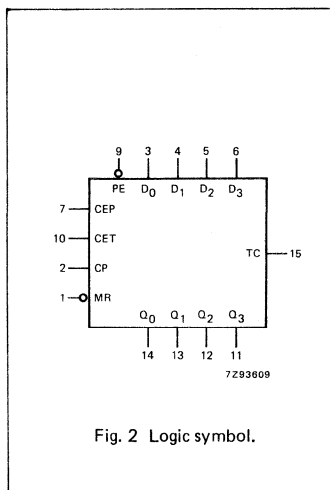 9 3 4 5 6
PE D0 D1 D2 D3
7 CEP
10 CET
TC 15
2 CP
1 MR
Q0 Q1 Q2 Q3
14 13 12 11
7Z93609
Fig. 2 Logic symbol.